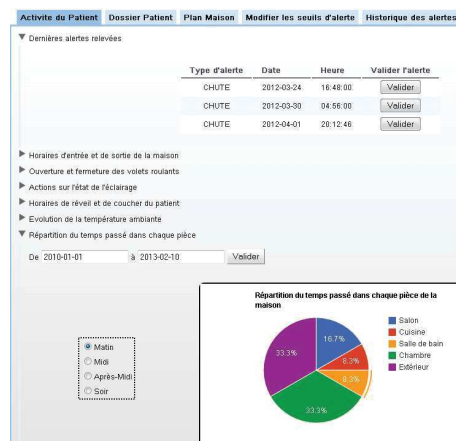 Activite du Patient Dossier Patient Plan Maison Modifier les seuils d'alerte Historique des alertes
Dernières alertes relevées
Type d'alerte Date Heure Valider l'alerte
CHUTE 2012-03-24 16:48:00 Valider
CHUTE 2012-03-30 04:56:00 Valider
CHUTE 2012-04-01 20:12:46 Valider
Horaires d'entrée et de sortie de la maison
Ouverture et fermeture des volets roulants
Actions sur l'état de l'éclairage
Horaires de réveil et de coucher du patient
Evolution de la température ambiante
Répartition du temps passé dans chaque pièce
De 2010-01-01 à 2013-02-10 Valider
Répartition du temps passé dans chaque pièce de la
maison
Matin
Midi
Après-Midi
Soir
16.7%
8.3%
8.3%
33.3%
33.3%
Salon
Cuisine
Salle de bain
Chambre
Extérieur